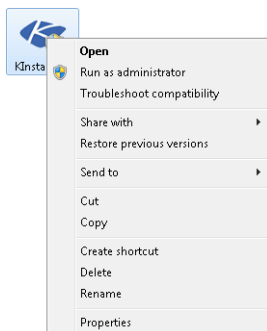 KInsta
Open
Run as administrator
Troubleshoot compatibility
Share with
Restore previous versions
Send to
Cut
Copy
Create shortcut
Delete
Rename
Properties